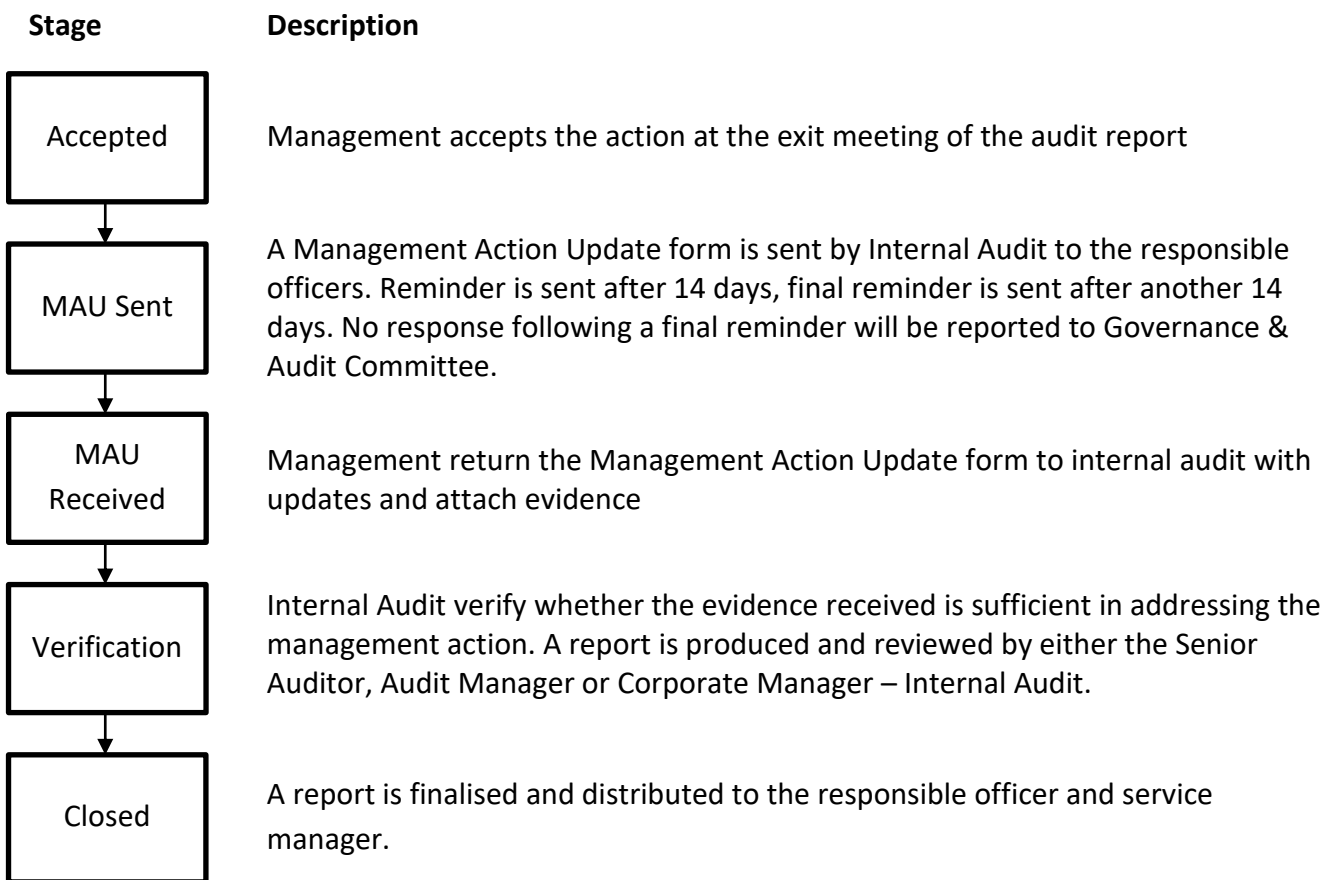 Stage Description
Accepted
Management accepts the action at the exit meeting of the audit report
MAU Sent
A Management Action Update form is sent by Internal Audit to the responsible
officers. Reminder is sent after 14 days, final reminder is sent after another 14
days. No response following a final reminder will be reported to Governance &
Audit Committee.
MAU
Received
Management return the Management Action Update form to internal audit with
updates and attach evidence
Verification
Internal Audit verify whether the evidence received is sufficient in addressing the
management action. A report is produced and reviewed by either the Senior
Auditor, Audit Manager or Corporate Manager – Internal Audit.
Closed
A report is finalised and distributed to the responsible officer and service
manager.